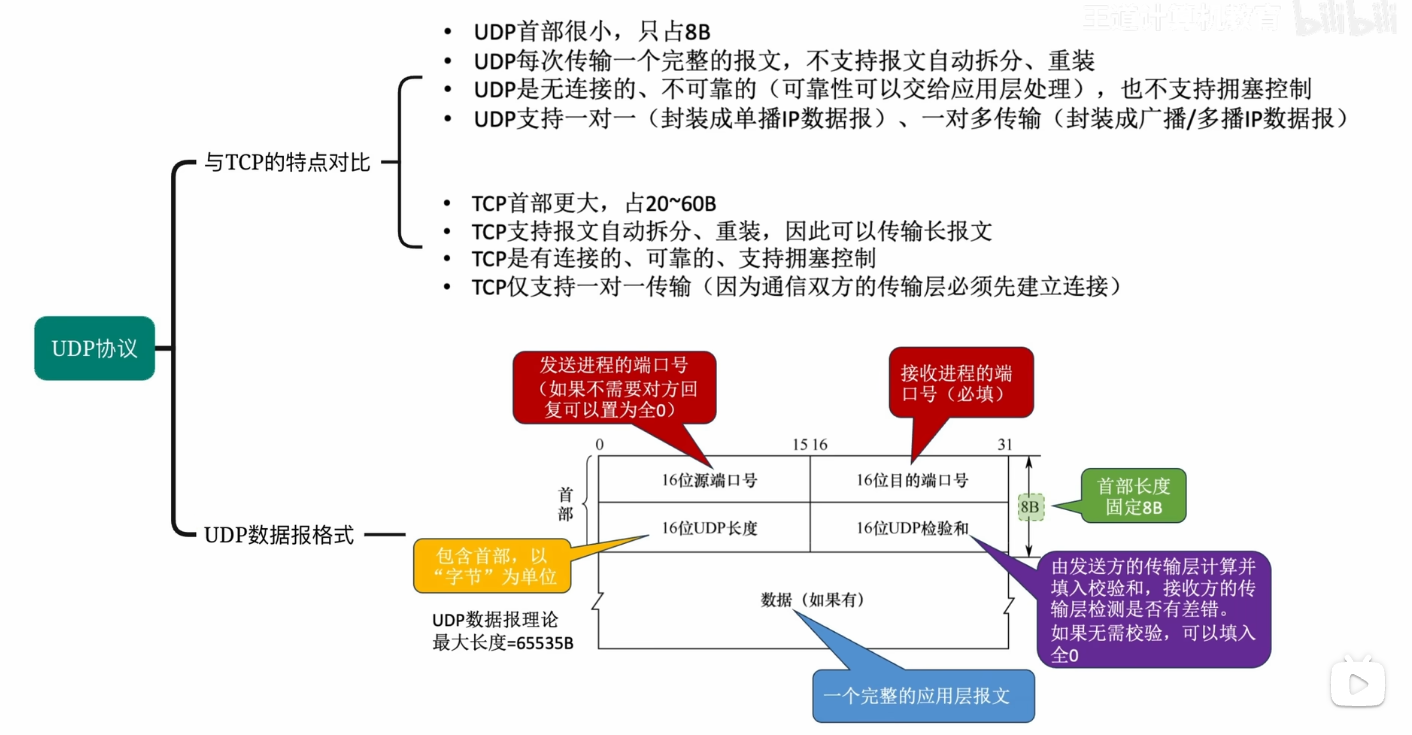 王道计算机教育 bilibili
• UDP首部很小，只占8B
• UDP每次传输一个完整的报文，不支持报文自动拆分、重装
• UDP是无连接的、不可靠的（可靠性可以交给应用层处理），也不支持拥塞控制
• UDP支持一对一（封装成单播IP数据报）、一对多传输（封装成广播/多播IP数据报）
与TCP的特点对比
• TCP首部更大，占20~60B
• TCP支持报文自动拆分、重装，因此可以传输长报文
• TCP是有连接的、可靠的、支持拥塞控制
• TCP仅支持一对一传输（因为通信双方的传输层必须先建立连接）
UDP协议
UDP数据报格式
发送进程的端口号
（如果不需要对方回
复可以置为全0）
接收进程的端
口号（必填）
0 15 16 31
首部
16位源端口号 16位目的端口号
16位UDP长度 16位UDP检验和
8B
首部长度
固定8B
包含首部，以
“字节”为单位
由发送方的传输层计算并
填入校验和，接收方的传
输层检测是否有差错。
如果无需校验，可以填入
全0
数据（如果有）
UDP数据报理论
最大长度=65535B
一个完整的应用层报文